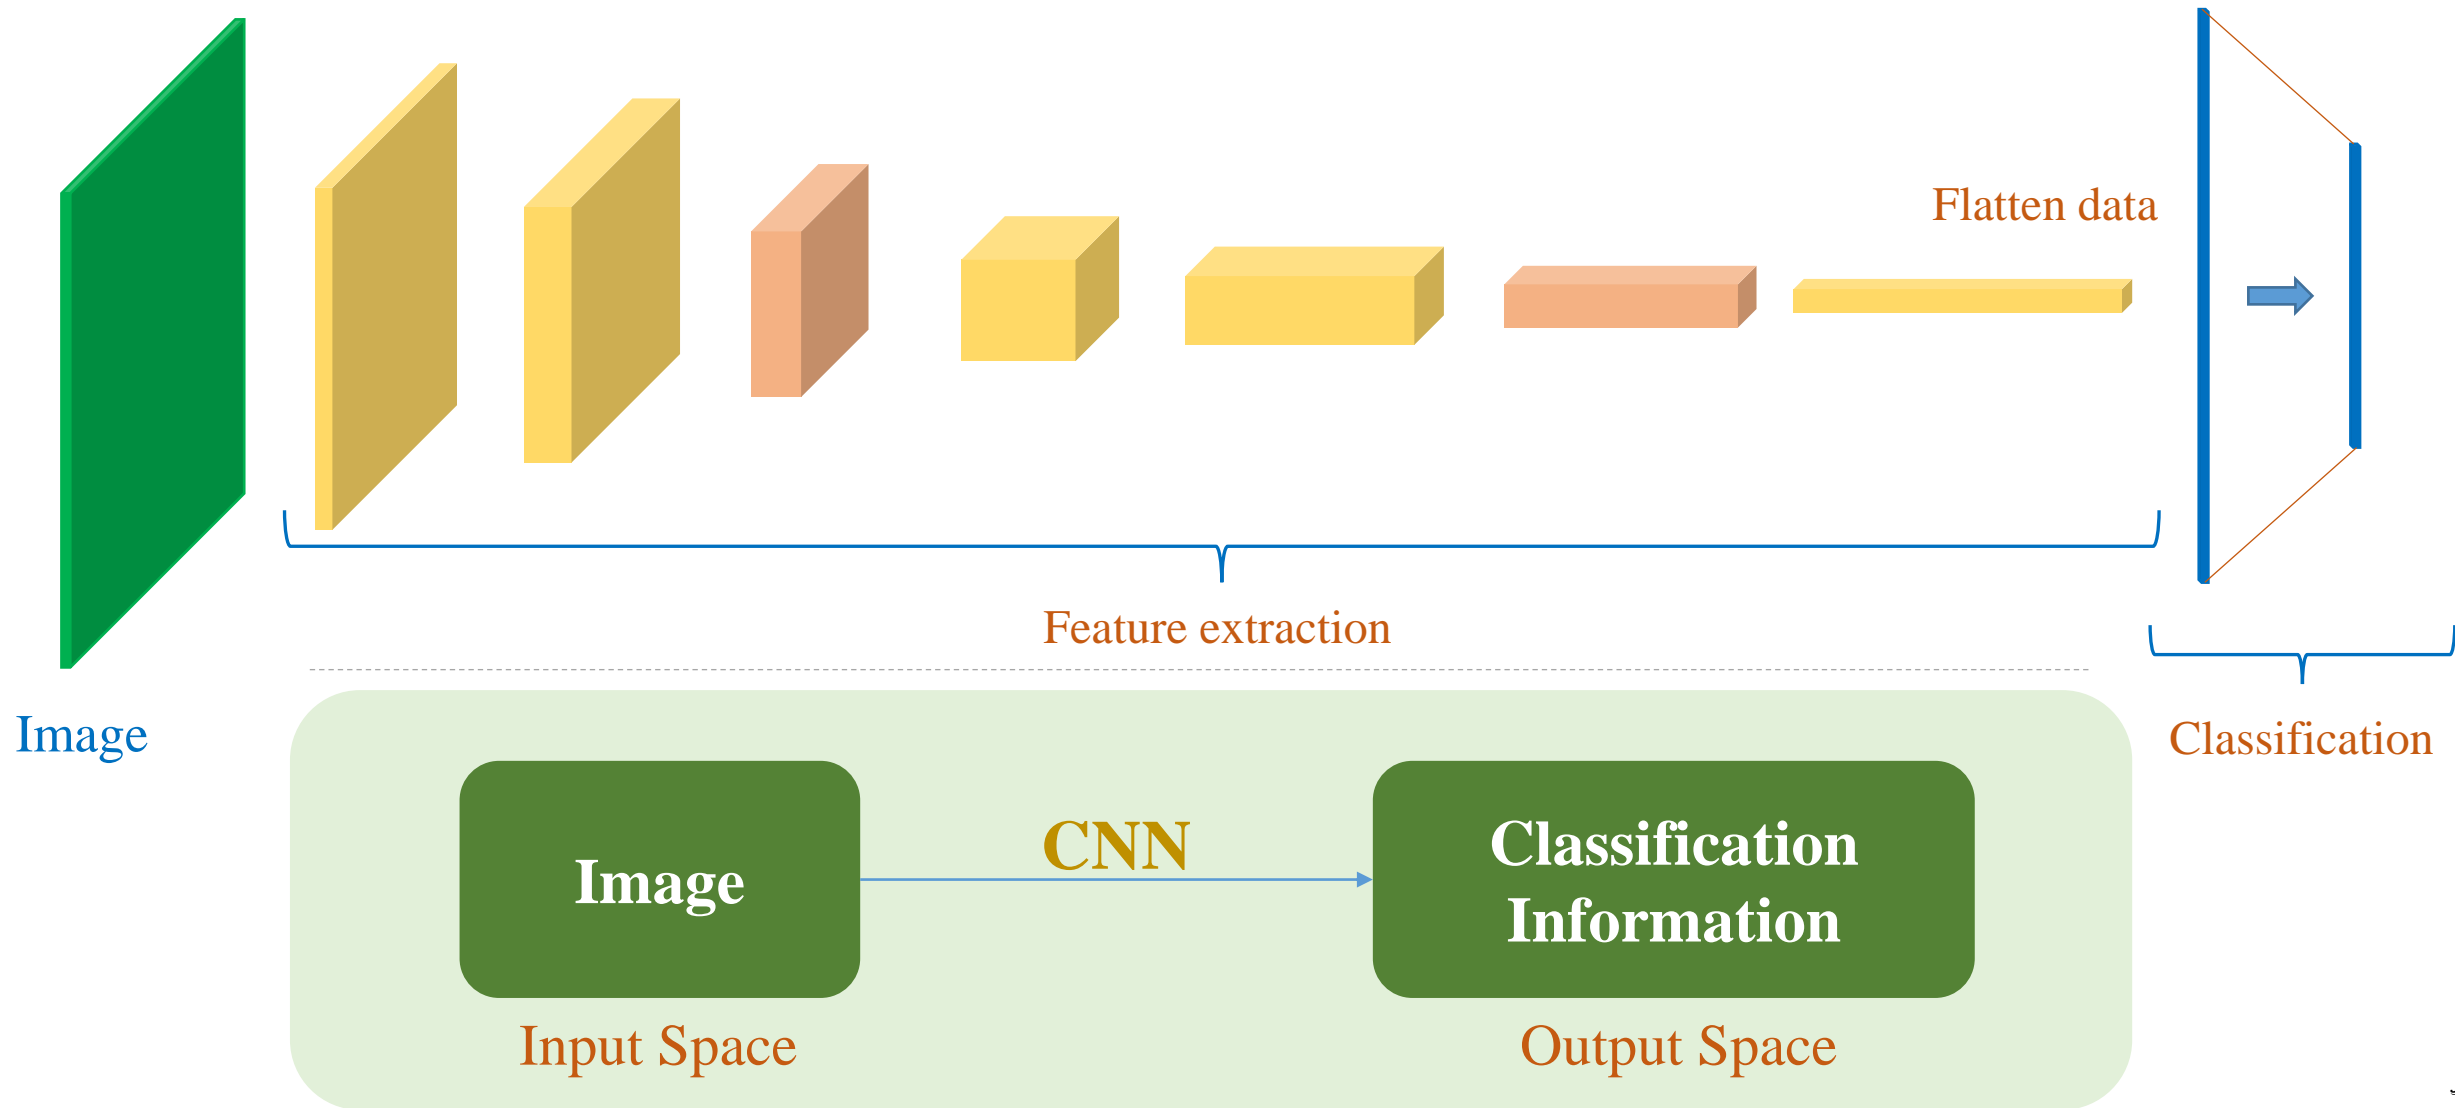 Flatten data
Feature extraction
Image
Classification
CNN
Image
Classification
Information
Input Space
Output Space